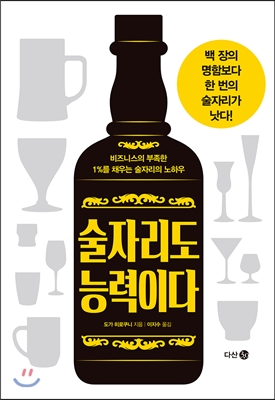 백 장의
명함보다
한 번의
술자리가
낫다!
비즈니스의 부족한
1%를 채우는 술자리의 노하우
술자리도
능력이다
도가 히로쿠니 지음 | 이지수 옮김
다산